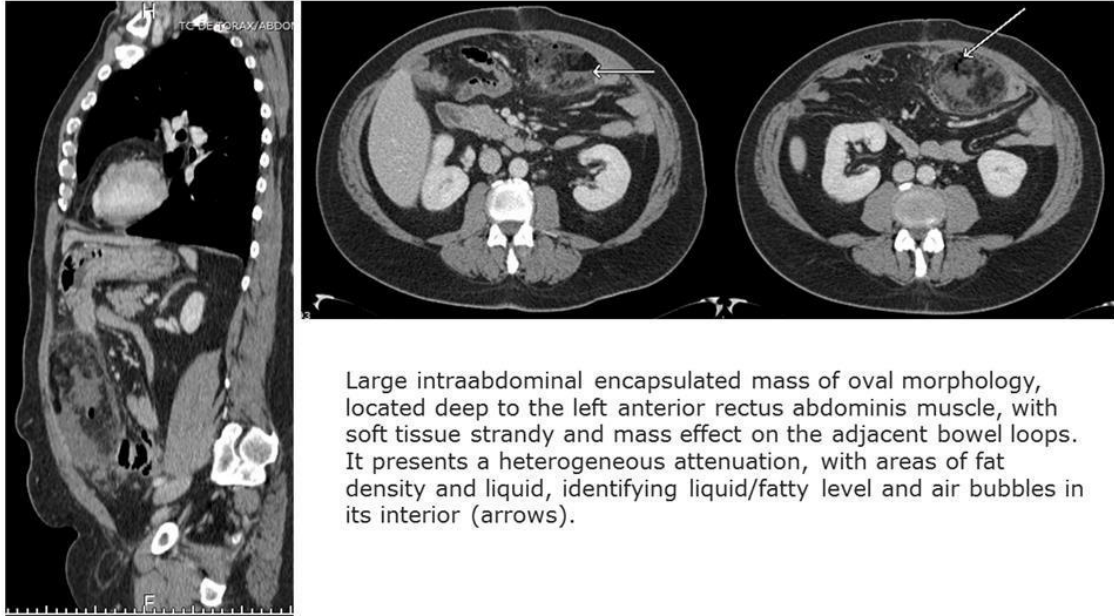 H
TC DE TORAX/ABDOM
93
F
Large intraabdominal encapsulated mass of oval morphology,
located deep to the left anterior rectus abdominis muscle, with
soft tissue strandy and mass effect on the adjacent bowel loops.
It presents a heterogeneous attenuation, with areas of fat
density and liquid, identifying liquid/fatty level and air bubbles in
its interior (arrows).